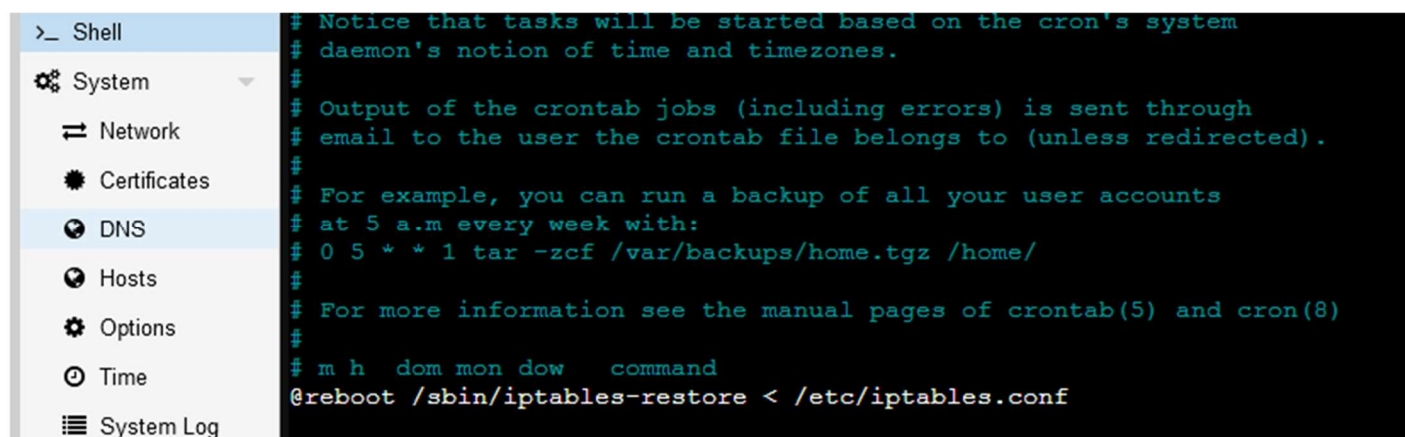 Shell
System
Network
Certificates
DNS
Hosts
Options
Time
System Log
# Notice that tasks will be started based on the cron's system
# daemon's notion of time and timezones.
#
# Output of the crontab jobs (including errors) is sent through
# email to the user the crontab file belongs to (unless redirected).
#
# For example, you can run a backup of all your user accounts
# at 5 a.m every week with:
# 0 5 * * 1 tar -zcf /var/backups/home.tgz /home/
#
# For more information see the manual pages of crontab(5) and cron(8)
#
# m h  dom mon dow   command
@reboot /sbin/iptables-restore < /etc/iptables.conf